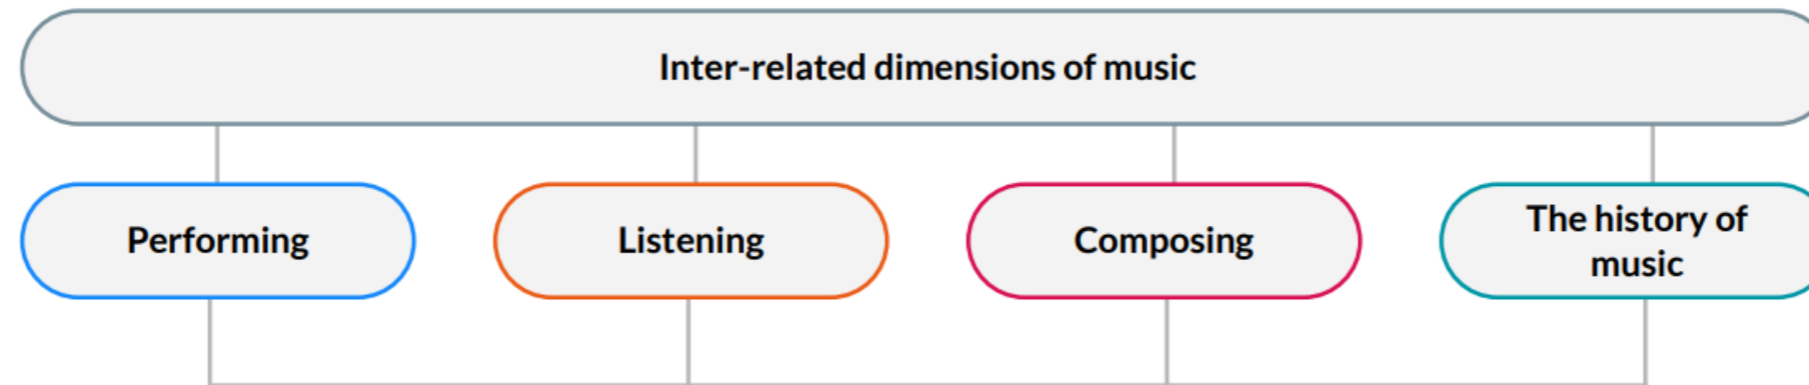 Inter-related dimensions of music
Performing
Listening
Composing
The history of
music